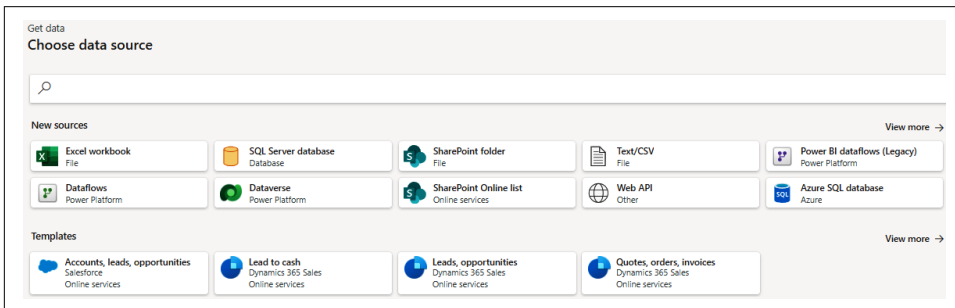 Get data
Choose data source
New sources
View more →
Excel workbook
File
SQL Server database
Database
SharePoint folder
File
Text/CSV
File
Power BI dataflows (Legacy)
Power Platform
Dataflows
Power Platform
Dataverse
Power Platform
SharePoint Online list
Online services
Web API
Other
SQL
Azure SQL database
Azure
Templates
View more →
Accounts, leads, opportunities
Salesforce
Online services
Lead to cash
Dynamics 365 Sales
Online services
Leads, opportunities
Dynamics 365 Sales
Online services
Quotes, orders, invoices
Dynamics 365 Sales
Online services